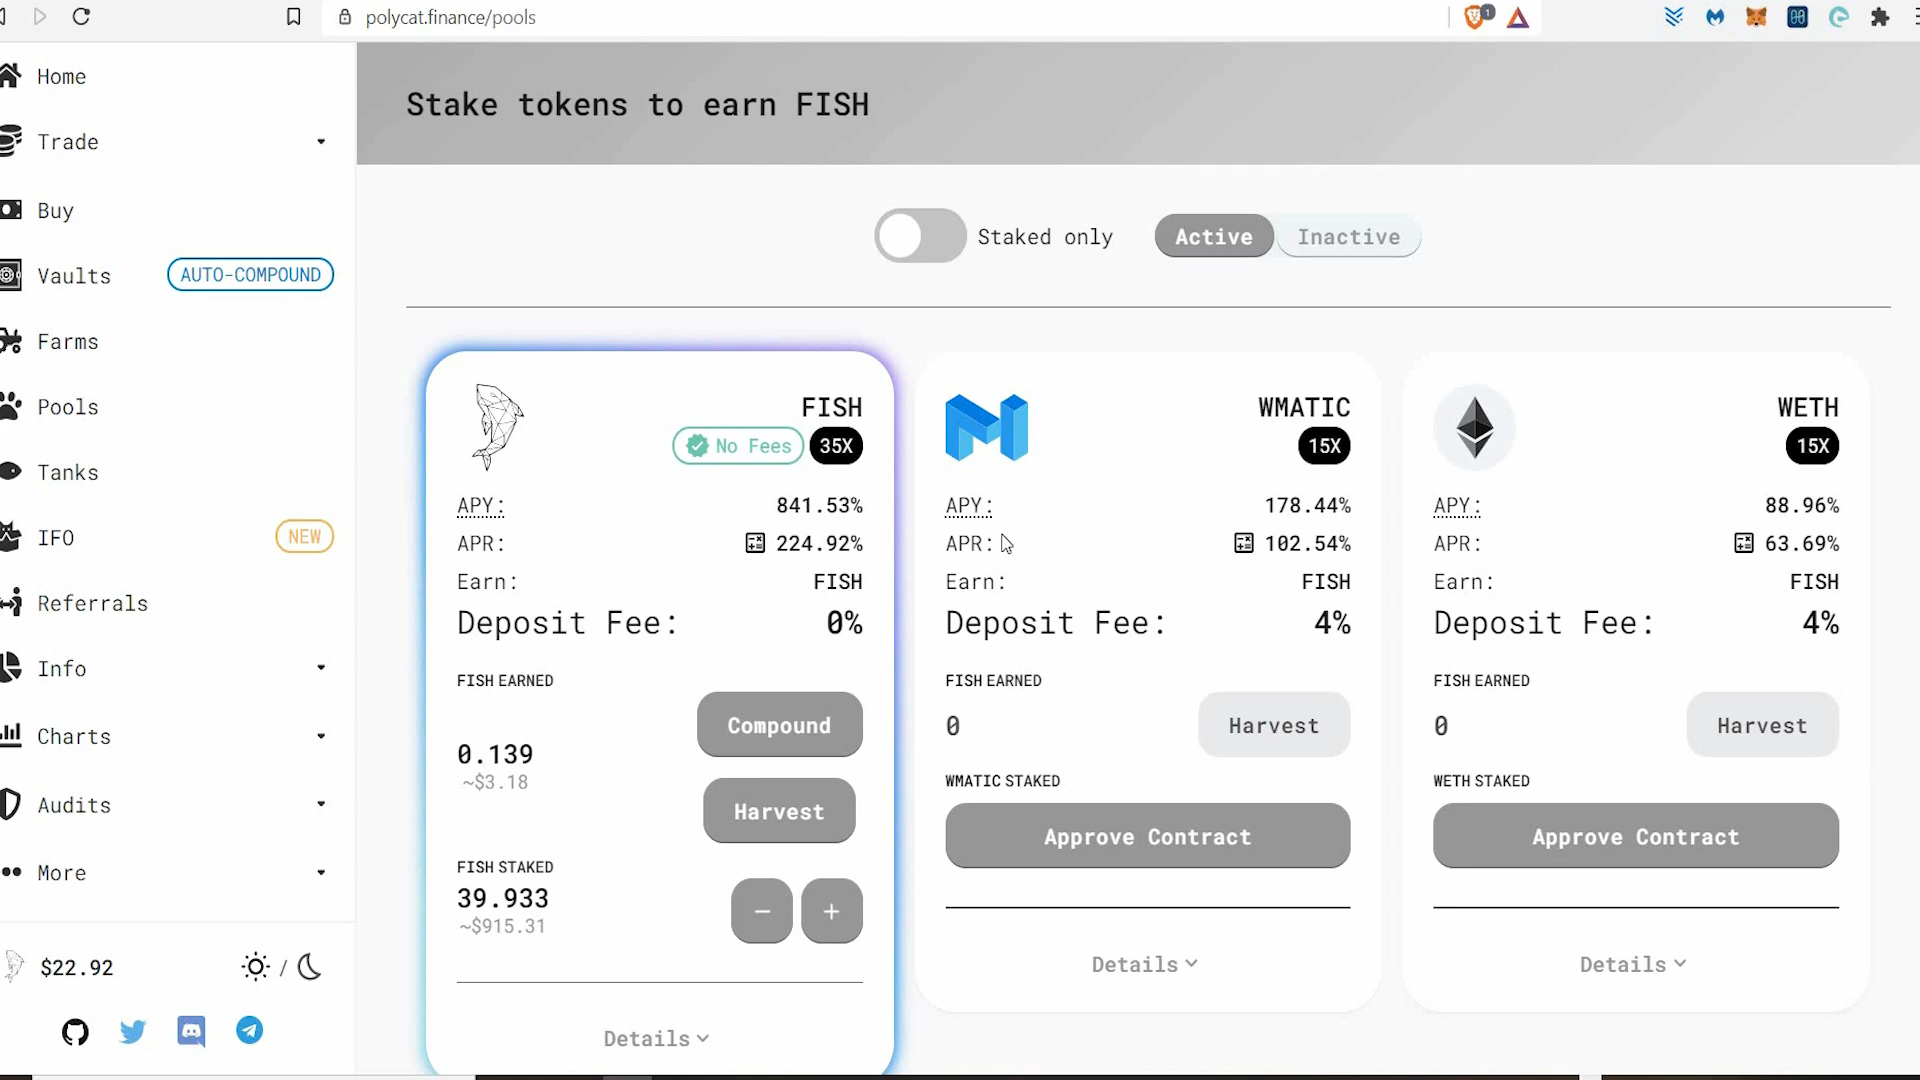 polycat.finance/pools
1
Home
Trade
Buy
Vaults AUTO-COMPOUND
Farms
Pools
Tanks
IFO NEW
Referrals
Info
Charts
Audits
More
$22.92
/
Stake tokens to earn FISH
Staked only Active Inactive
FISH
No Fees 35X
APY: 841.53%
APR: 224.92%
Earn: FISH
Deposit Fee: 0%
FISH EARNED
Compound
0.139
~$3.18
Harvest
FISH STAKED
39.933
~$915.31
− +
Details
WMATIC
15X
APY: 178.44%
APR: 102.54%
Earn: FISH
Deposit Fee: 4%
FISH EARNED
0 Harvest
WMATIC STAKED
Approve Contract
Details
WETH
15X
APY: 88.96%
APR: 63.69%
Earn: FISH
Deposit Fee: 4%
FISH EARNED
0 Harvest
WETH STAKED
Approve Contract
Details